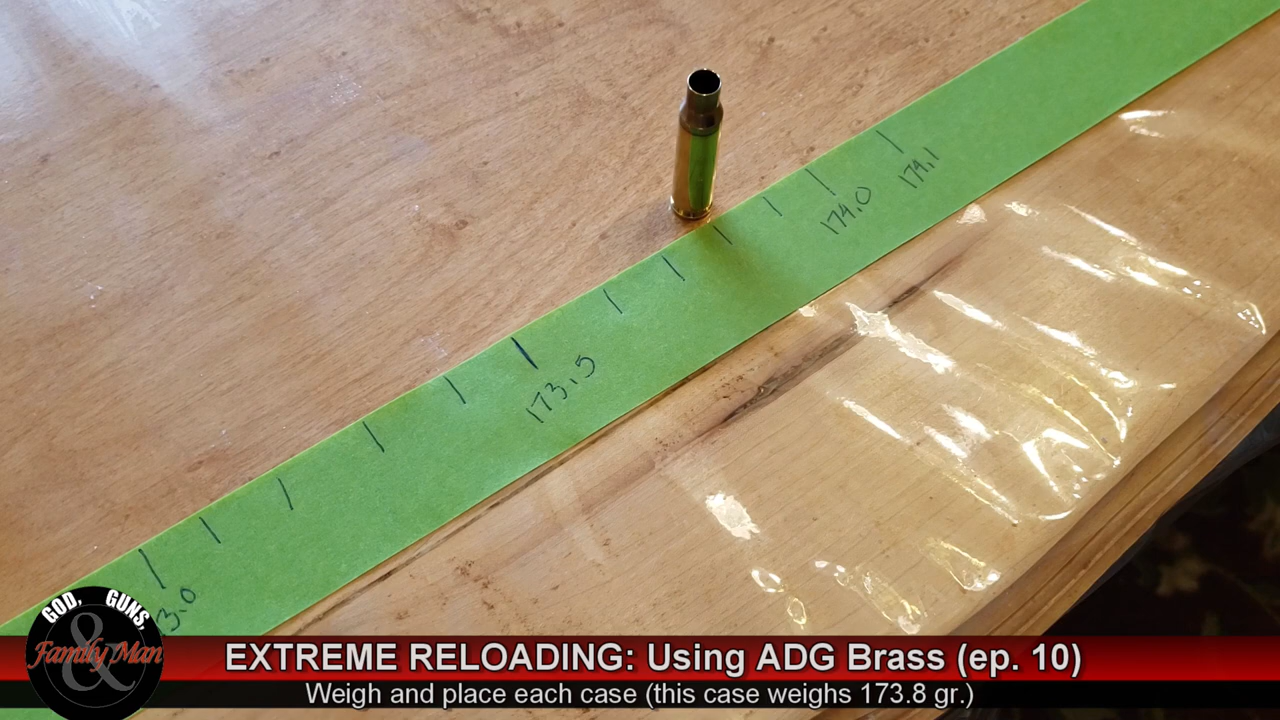 174.1
174.0
173.5
3.0
GOD, GUNS,
&
Family Man
EXTREME RELOADING: Using ADG Brass (ep. 10)
Weigh and place each case (this case weighs 173.8 gr.)